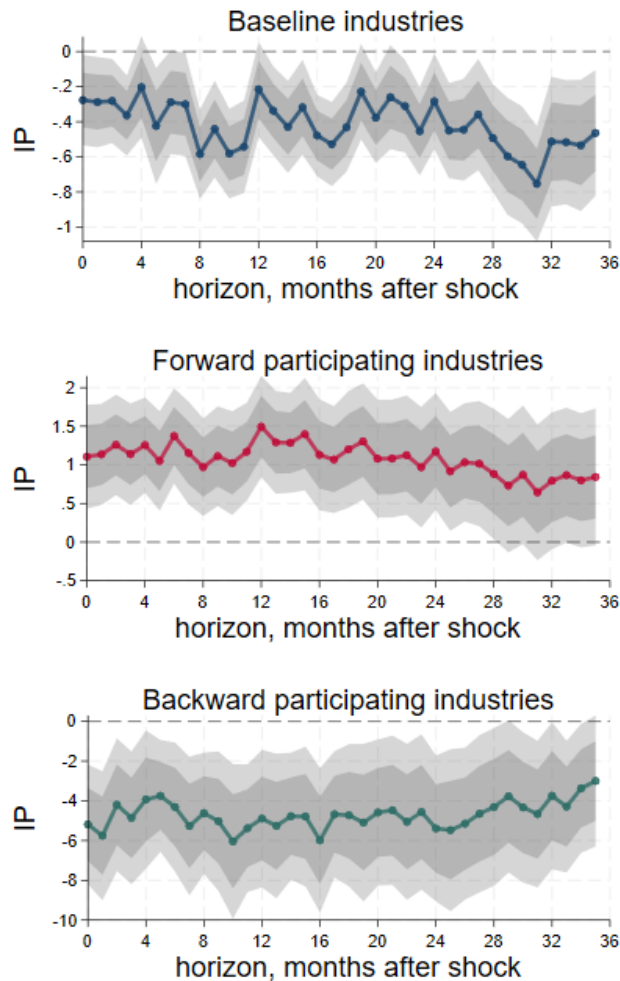 Baseline industries
0
-.2
-.4
-.6
-.8
-1
IP
0 4 8 12 16 20 24 28 32 36
horizon, months after shock
Forward participating industries
2
1.5
1
.5
0
-.5
IP
0 4 8 12 16 20 24 28 32 36
horizon, months after shock
Backward participating industries
0
-2
-4
-6
-8
-10
IP
0 4 8 12 16 20 24 28 32 36
horizon, months after shock